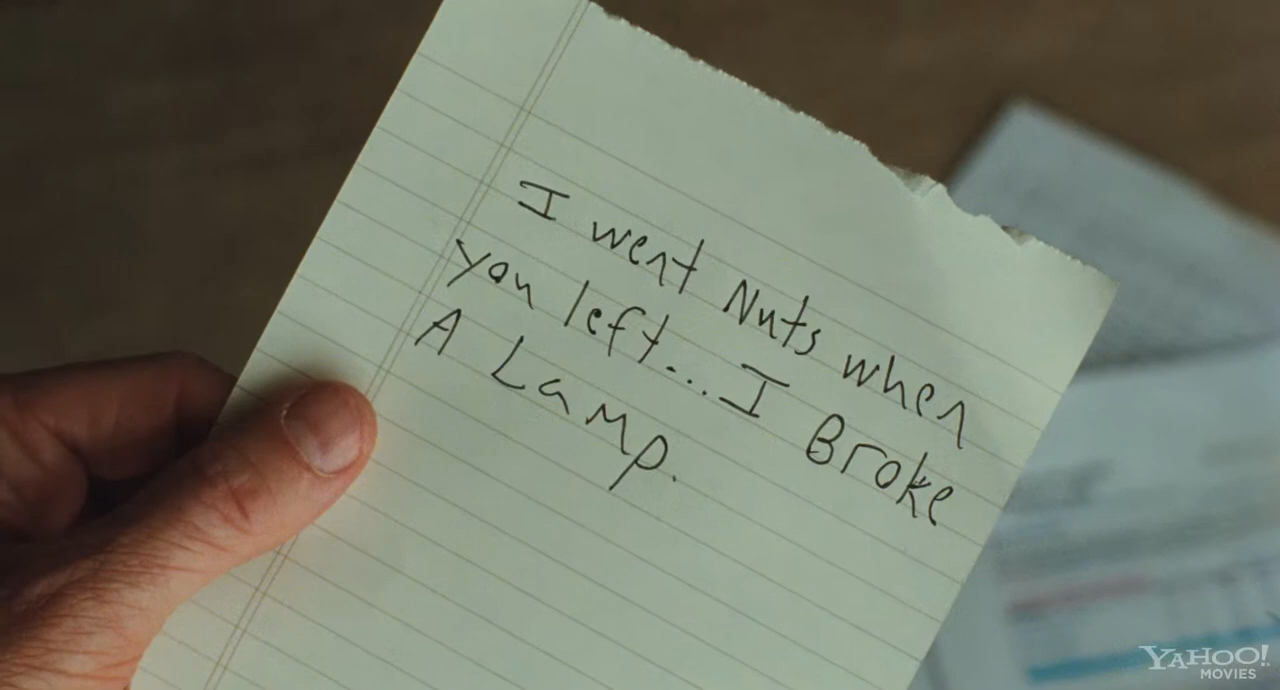 I went Nuts when
you left... I Broke
A Lamp.
YAHOO!
MOVIES